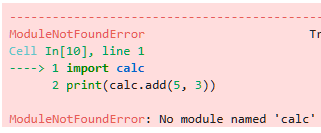 ---------------------------------------------------------------------------
ModuleNotFoundError                       Tr
Cell In[10], line 1
----> 1 import calc
      2 print(calc.add(5, 3))
ModuleNotFoundError: No module named 'calc'